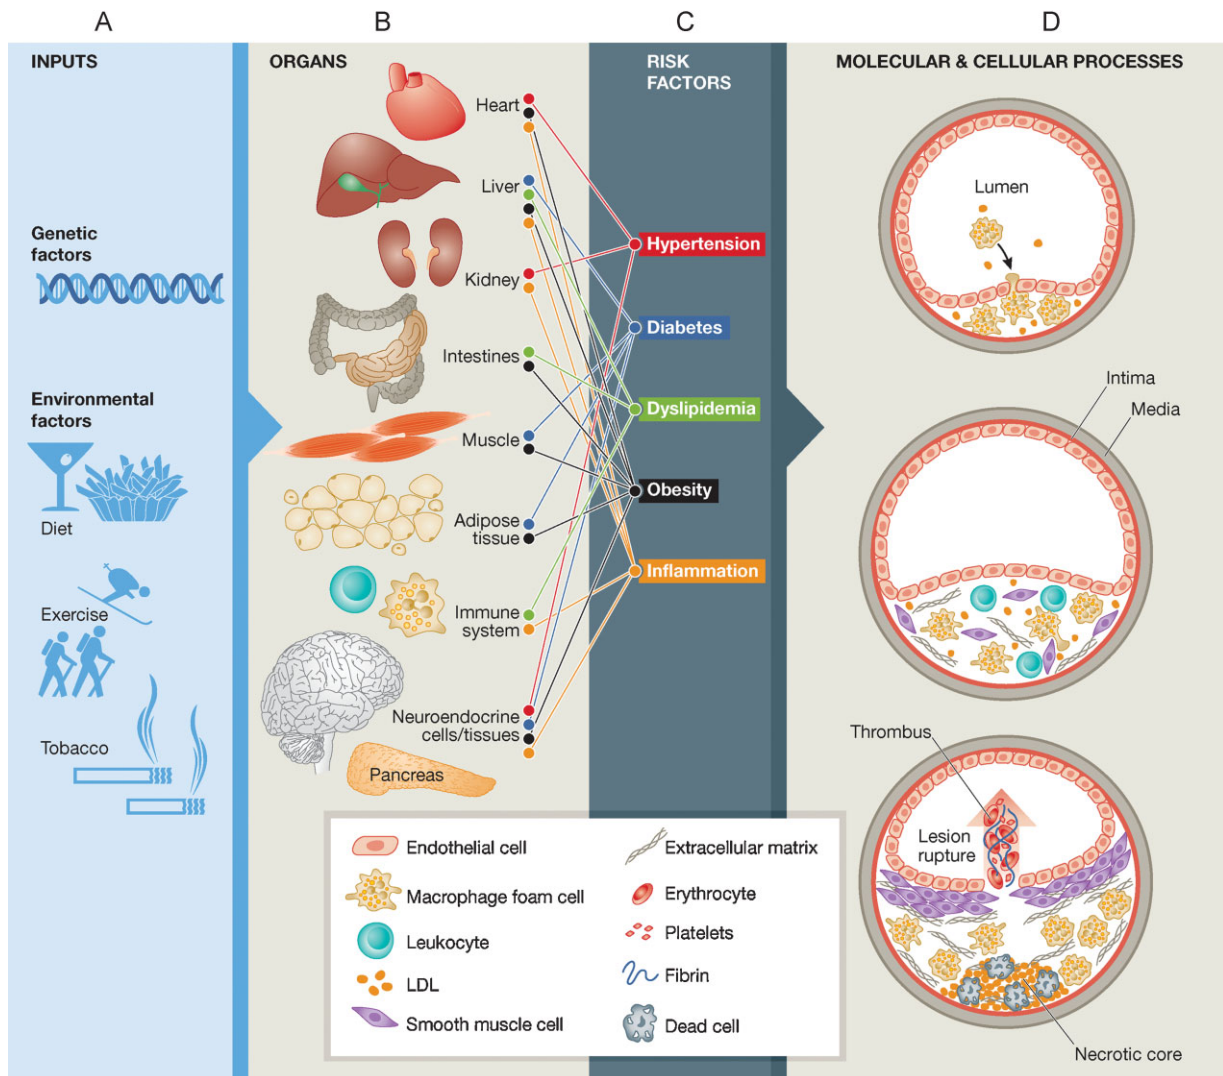 A
B
C
D
INPUTS
Genetic
factors
Environmental
factors
Diet
Exercise
Tobacco
ORGANS
Heart
Liver
Kidney
Intestines
Muscle
Adipose
tissue
Immune
system
Neuroendocrine
cells/tissues
Pancreas
RISK
FACTORS
Hypertension
Diabetes
Dyslipidemia
Obesity
Inflammation
MOLECULAR & CELLULAR PROCESSES
Lumen
Intima
Media
Thrombus
Lesion
rupture
Necrotic core
Endothelial cell
Macrophage foam cell
Leukocyte
LDL
Smooth muscle cell
Extracellular matrix
Erythrocyte
Platelets
Fibrin
Dead cell